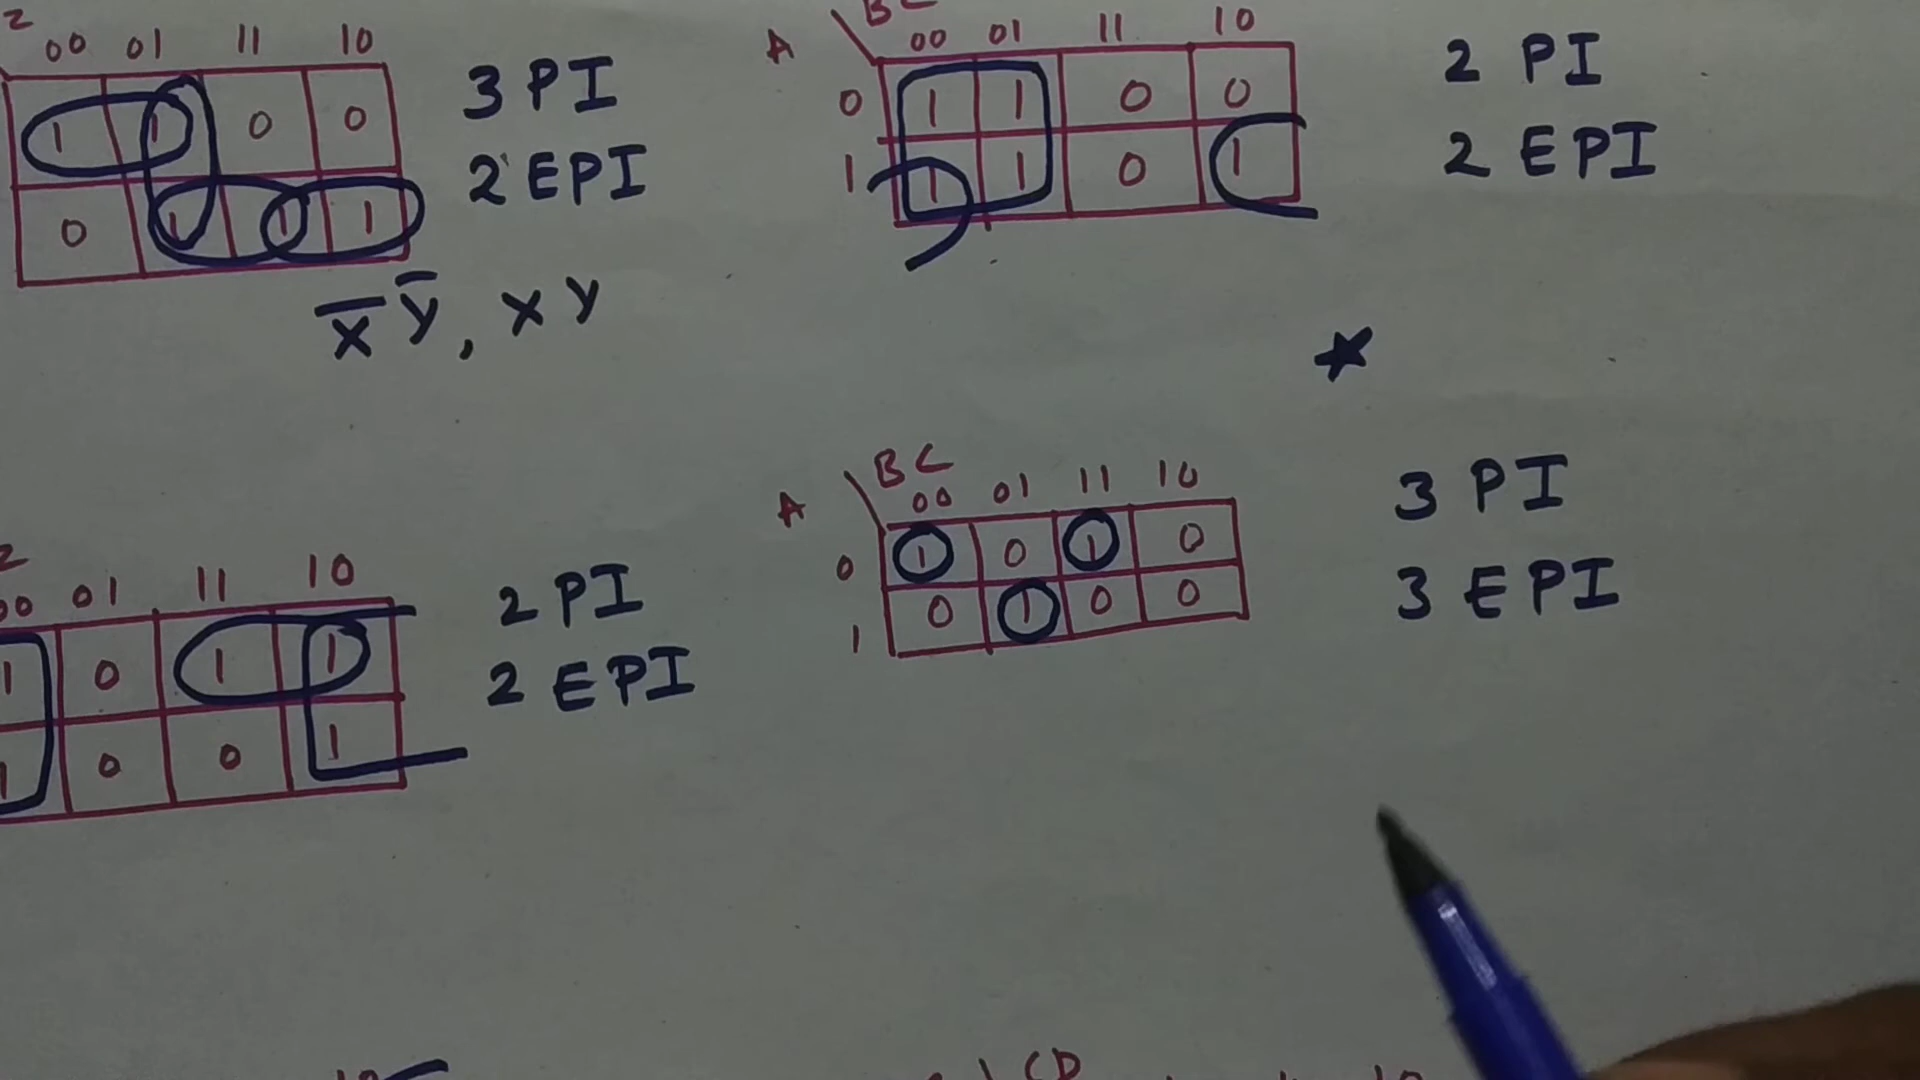 z
00 01 11 10
1 1 0 0
0 1 1 1
3 PI
2 EPI
X̅ Y̅, X Y
A
BC
00 01 11 10
0 1 1 0 0
1 1 1 0 1
2 PI
2 EPI
★
z
00 01 11 10
1 0 1 1
1 0 0 1
2 PI
2 EPI
A
BC
00 01 11 10
0 1 0 1 0
1 0 1 0 0
3 PI
3 EPI
10
CD
10